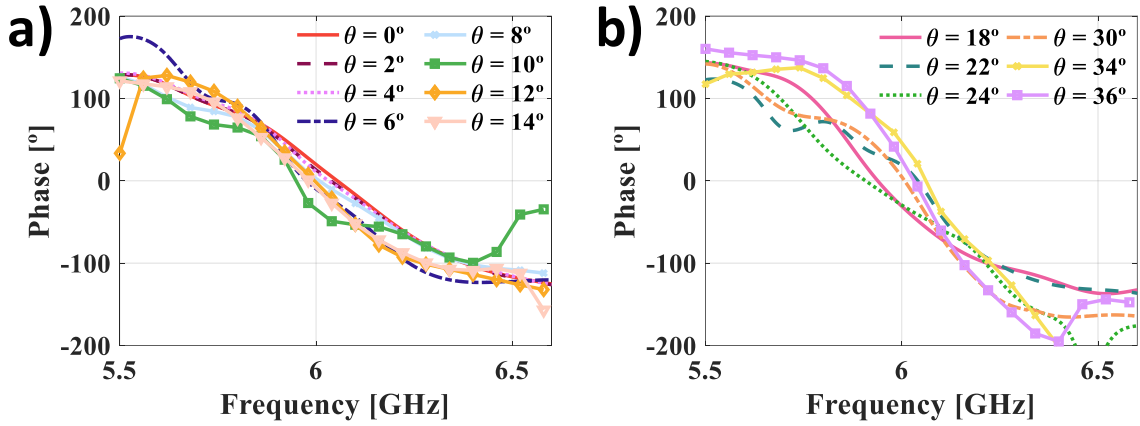 a)
200
100
0
-100
-200
Phase [º]
θ = 0º
θ = 2º
θ = 4º
θ = 6º
θ = 8º
θ = 10º
θ = 12º
θ = 14º
5.5
6
6.5
Frequency [GHz]
b)
200
100
0
-100
-200
Phase [º]
θ = 18º
θ = 22º
θ = 24º
θ = 30º
θ = 34º
θ = 36º
5.5
6
6.5
Frequency [GHz]